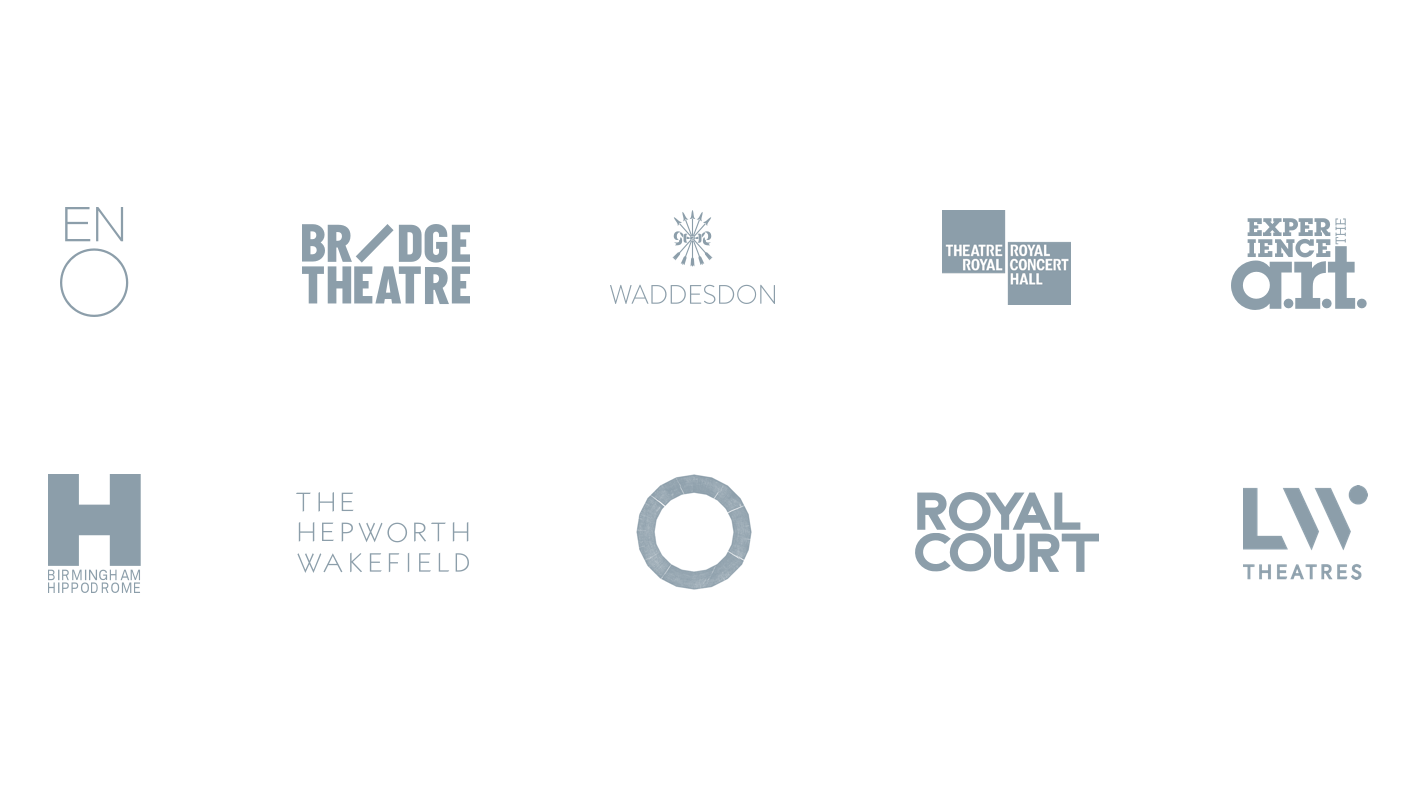 EN
O
BR/DGE
THEATRE
WADDESDON
THEATRE
ROYAL
ROYAL
CONCERT
HALL
EXPER
IENCE
THE
a.r.t.
H
BIRMINGHAM
HIPPODROME
THE
HEPWORTH
WAKEFIELD
ROYAL
COURT
LW
THEATRES